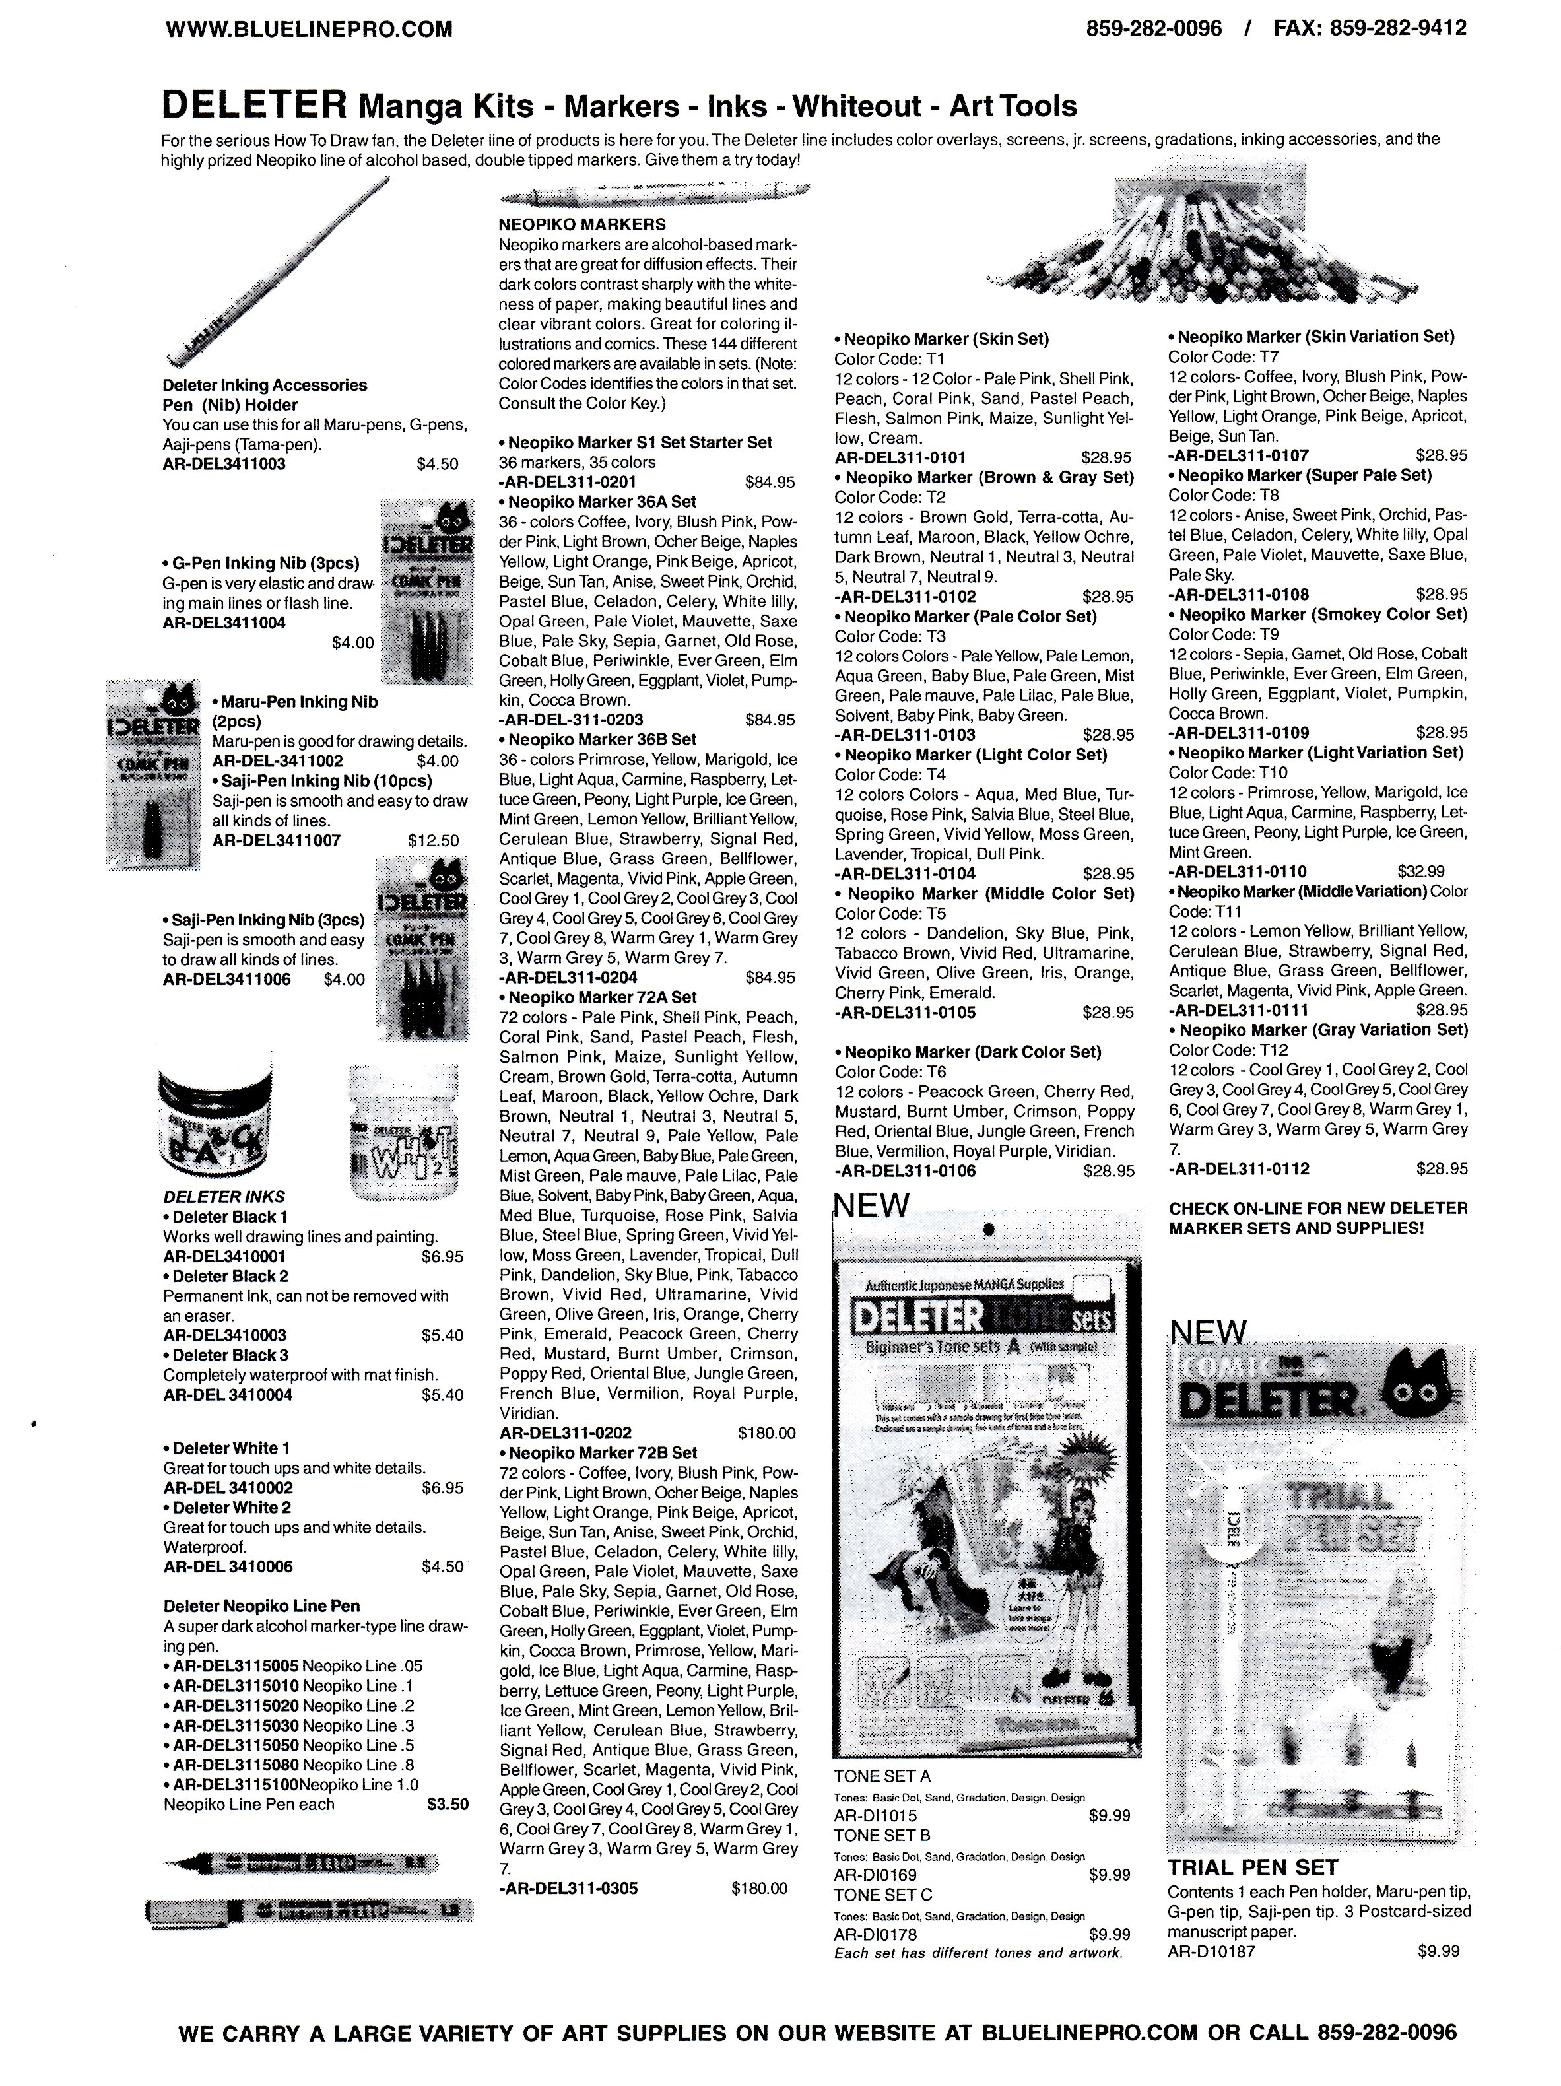 WWW.BLUELINEPRO.COM
859-282-0096 / FAX: 859-282-9412
DELETER Manga Kits - Markers - Inks - Whiteout - Art Tools
For the serious How To Draw fan, the Deleter line of products is here for you. The Deleter line includes color overlays, screens, jr. screens, gradations, inking accessories, and the
highly prized Neopiko line of alcohol based, double tipped markers. Give them a try today!
Deleter Inking Accessories
Pen (Nib) Holder
You can use this for all Maru-pens, G-pens,
Aaji-pens (Tama-pen).
AR-DEL3411003 $4.50
• G-Pen Inking Nib (3pcs)
G-pen is very elastic and draw-
ing main lines or flash line.
AR-DEL3411004
$4.00
DELETER
COMIC PEN
• Maru-Pen Inking Nib
(2pcs)
Maru-pen is good for drawing details.
AR-DEL-3411002 $4.00
• Saji-Pen Inking Nib (10pcs)
Saji-pen is smooth and easy to draw
all kinds of lines.
AR-DEL3411007 $12.50
DELETER
COMIC PEN
• Saji-Pen Inking Nib (3pcs)
Saji-pen is smooth and easy
to draw all kinds of lines.
AR-DEL3411006 $4.00
DELETER
COMIC PEN
BLACK
1
DELETER
WHITE
2
DELETER INKS
• Deleter Black 1
Works well drawing lines and painting.
AR-DEL3410001 $6.95
• Deleter Black 2
Permanent Ink, can not be removed with
an eraser.
AR-DEL3410003 $5.40
• Deleter Black 3
Completely waterproof with mat finish.
AR-DEL 3410004 $5.40
• Deleter White 1
Great for touch ups and white details.
AR-DEL 3410002 $6.95
• Deleter White 2
Great for touch ups and white details.
Waterproof.
AR-DEL 3410006 $4.50
Deleter Neopiko Line Pen
A super dark alcohol marker-type line draw-
ing pen.
• AR-DEL3115005 Neopiko Line .05
• AR-DEL3115010 Neopiko Line .1
• AR-DEL3115020 Neopiko Line .2
• AR-DEL3115030 Neopiko Line .3
• AR-DEL3115050 Neopiko Line .5
• AR-DEL3115080 Neopiko Line .8
• AR-DEL3115100Neopiko Line 1.0
Neopiko Line Pen each $3.50
NEOPIKO MARKERS
Neopiko markers are alcohol-based mark-
ers that are great for diffusion effects. Their
dark colors contrast sharply with the white-
ness of paper, making beautiful lines and
clear vibrant colors. Great for coloring il-
lustrations and comics. These 144 different
colored markers are available in sets. (Note:
Color Codes identifies the colors in that set.
Consult the Color Key.)
• Neopiko Marker S1 Set Starter Set
36 markers, 35 colors
-AR-DEL311-0201 $84.95
• Neopiko Marker 36A Set
36 - colors Coffee, Ivory, Blush Pink, Pow-
der Pink, Light Brown, Ocher Beige, Naples
Yellow, Light Orange, Pink Beige, Apricot,
Beige, Sun Tan, Anise, Sweet Pink, Orchid,
Pastel Blue, Celadon, Celery, White lilly,
Opal Green, Pale Violet, Mauvette, Saxe
Blue, Pale Sky, Sepia, Garnet, Old Rose,
Cobalt Blue, Periwinkle, Ever Green, Elm
Green, Holly Green, Eggplant, Violet, Pump-
kin, Cocca Brown.
-AR-DEL-311-0203 $84.95
• Neopiko Marker 36B Set
36 - colors Primrose, Yellow, Marigold, Ice
Blue, Light Aqua, Carmine, Raspberry, Let-
tuce Green, Peony, Light Purple, Ice Green,
Mint Green, Lemon Yellow, Brilliant Yellow,
Cerulean Blue, Strawberry, Signal Red,
Antique Blue, Grass Green, Bellflower,
Scarlet, Magenta, Vivid Pink, Apple Green,
Cool Grey 1, Cool Grey 2, Cool Grey 3, Cool
Grey 4, Cool Grey 5, Cool Grey 6, Cool Grey
7, Cool Grey 8, Warm Grey 1, Warm Grey
3, Warm Grey 5, Warm Grey 7.
-AR-DEL311-0204 $84.95
• Neopiko Marker 72A Set
72 colors - Pale Pink, Shell Pink, Peach,
Coral Pink, Sand, Pastel Peach, Flesh,
Salmon Pink, Maize, Sunlight Yellow,
Cream, Brown Gold, Terra-cotta, Autumn
Leaf, Maroon, Black, Yellow Ochre, Dark
Brown, Neutral 1, Neutral 3, Neutral 5,
Neutral 7, Neutral 9, Pale Yellow, Pale
Lemon, Aqua Green, Baby Blue, Pale Green,
Mist Green, Pale mauve, Pale Lilac, Pale
Blue, Solvent, Baby Pink, Baby Green, Aqua,
Med Blue, Turquoise, Rose Pink, Salvia
Blue, Steel Blue, Spring Green, Vivid Yel-
low, Moss Green, Lavender, Tropical, Dull
Pink, Dandelion, Sky Blue, Pink, Tabacco
Brown, Vivid Red, Ultramarine, Vivid
Green, Olive Green, Iris, Orange, Cherry
Pink, Emerald, Peacock Green, Cherry
Red, Mustard, Burnt Umber, Crimson,
Poppy Red, Oriental Blue, Jungle Green,
French Blue, Vermilion, Royal Purple,
Viridian.
AR-DEL311-0202 $180.00
• Neopiko Marker 72B Set
72 colors - Coffee, Ivory, Blush Pink, Pow-
der Pink, Light Brown, Ocher Beige, Naples
Yellow, Light Orange, Pink Beige, Apricot,
Beige, Sun Tan, Anise, Sweet Pink, Orchid,
Pastel Blue, Celadon, Celery, White lilly,
Opal Green, Pale Violet, Mauvette, Saxe
Blue, Pale Sky, Sepia, Garnet, Old Rose,
Cobalt Blue, Periwinkle, Ever Green, Elm
Green, Holly Green, Eggplant, Violet, Pump-
kin, Cocca Brown, Primrose, Yellow, Mari-
gold, Ice Blue, Light Aqua, Carmine, Rasp-
berry, Lettuce Green, Peony, Light Purple,
Ice Green, Mint Green, Lemon Yellow, Bril-
liant Yellow, Cerulean Blue, Strawberry,
Signal Red, Antique Blue, Grass Green,
Bellflower, Scarlet, Magenta, Vivid Pink,
Apple Green, Cool Grey 1, Cool Grey 2, Cool
Grey 3, Cool Grey 4, Cool Grey 5, Cool Grey
6, Cool Grey 7, Cool Grey 8, Warm Grey 1,
Warm Grey 3, Warm Grey 5, Warm Grey
7.
-AR-DEL311-0305 $180.00
• Neopiko Marker (Skin Set)
Color Code: T1
12 colors - 12 Color - Pale Pink, Shell Pink,
Peach, Coral Pink, Sand, Pastel Peach,
Flesh, Salmon Pink, Maize, Sunlight Yel-
low, Cream.
AR-DEL311-0101 $28.95
• Neopiko Marker (Brown & Gray Set)
Color Code: T2
12 colors - Brown Gold, Terra-cotta, Au-
tumn Leaf, Maroon, Black, Yellow Ochre,
Dark Brown, Neutral 1, Neutral 3, Neutral
5, Neutral 7, Neutral 9.
-AR-DEL311-0102 $28.95
• Neopiko Marker (Pale Color Set)
Color Code: T3
12 colors Colors - Pale Yellow, Pale Lemon,
Aqua Green, Baby Blue, Pale Green, Mist
Green, Pale mauve, Pale Lilac, Pale Blue,
Solvent, Baby Pink, Baby Green.
-AR-DEL311-0103 $28.95
• Neopiko Marker (Light Color Set)
Color Code: T4
12 colors Colors - Aqua, Med Blue, Tur-
quoise, Rose Pink, Salvia Blue, Steel Blue,
Spring Green, Vivid Yellow, Moss Green,
Lavender, Tropical, Dull Pink.
-AR-DEL311-0104 $28.95
• Neopiko Marker (Middle Color Set)
Color Code: T5
12 colors - Dandelion, Sky Blue, Pink,
Tabacco Brown, Vivid Red, Ultramarine,
Vivid Green, Olive Green, Iris, Orange,
Cherry Pink, Emerald.
-AR-DEL311-0105 $28.95
• Neopiko Marker (Dark Color Set)
Color Code: T6
12 colors - Peacock Green, Cherry Red,
Mustard, Burnt Umber, Crimson, Poppy
Red, Oriental Blue, Jungle Green, French
Blue, Vermilion, Royal Purple, Viridian.
-AR-DEL311-0106 $28.95
NEW
Authentic Japanese MANGA Supplies
DELETER TONE sets
Biginner's Tone sets A (with sample)
DELETER
TONE SET A
Tones: Basic Dot, Sand, Gradation, Design, Design
AR-DI1015 $9.99
TONE SET B
Tones: Basic Dot, Sand, Gradation, Design, Design
AR-DI0169 $9.99
TONE SET C
Tones: Basic Dot, Sand, Gradation, Design, Design
AR-DI0178 $9.99
Each set has different tones and artwork.
• Neopiko Marker (Skin Variation Set)
Color Code: T7
12 colors- Coffee, Ivory, Blush Pink, Pow-
der Pink, Light Brown, Ocher Beige, Naples
Yellow, Light Orange, Pink Beige, Apricot,
Beige, Sun Tan.
-AR-DEL311-0107 $28.95
• Neopiko Marker (Super Pale Set)
Color Code: T8
12 colors - Anise, Sweet Pink, Orchid, Pas-
tel Blue, Celadon, Celery, White lilly, Opal
Green, Pale Violet, Mauvette, Saxe Blue,
Pale Sky.
-AR-DEL311-0108 $28.95
• Neopiko Marker (Smokey Color Set)
Color Code: T9
12 colors - Sepia, Garnet, Old Rose, Cobalt
Blue, Periwinkle, Ever Green, Elm Green,
Holly Green, Eggplant, Violet, Pumpkin,
Cocca Brown.
-AR-DEL311-0109 $28.95
• Neopiko Marker (Light Variation Set)
Color Code: T10
12 colors - Primrose, Yellow, Marigold, Ice
Blue, Light Aqua, Carmine, Raspberry, Let-
tuce Green, Peony, Light Purple, Ice Green,
Mint Green.
-AR-DEL311-0110 $32.99
• Neopiko Marker (Middle Variation) Color
Code: T11
12 colors - Lemon Yellow, Brilliant Yellow,
Cerulean Blue, Strawberry, Signal Red,
Antique Blue, Grass Green, Bellflower,
Scarlet, Magenta, Vivid Pink, Apple Green.
-AR-DEL311-0111 $28.95
• Neopiko Marker (Gray Variation Set)
Color Code: T12
12 colors - Cool Grey 1, Cool Grey 2, Cool
Grey 3, Cool Grey 4, Cool Grey 5, Cool Grey
6, Cool Grey 7, Cool Grey 8, Warm Grey 1,
Warm Grey 3, Warm Grey 5, Warm Grey
7.
-AR-DEL311-0112 $28.95
CHECK ON-LINE FOR NEW DELETER
MARKER SETS AND SUPPLIES!
NEW
COMIC
DELETER
TRIAL
PEN SET
TRIAL PEN SET
Contents 1 each Pen holder, Maru-pen tip,
G-pen tip, Saji-pen tip. 3 Postcard-sized
manuscript paper.
AR-D10187 $9.99
WE CARRY A LARGE VARIETY OF ART SUPPLIES ON OUR WEBSITE AT BLUELINEPRO.COM OR CALL 859-282-0096